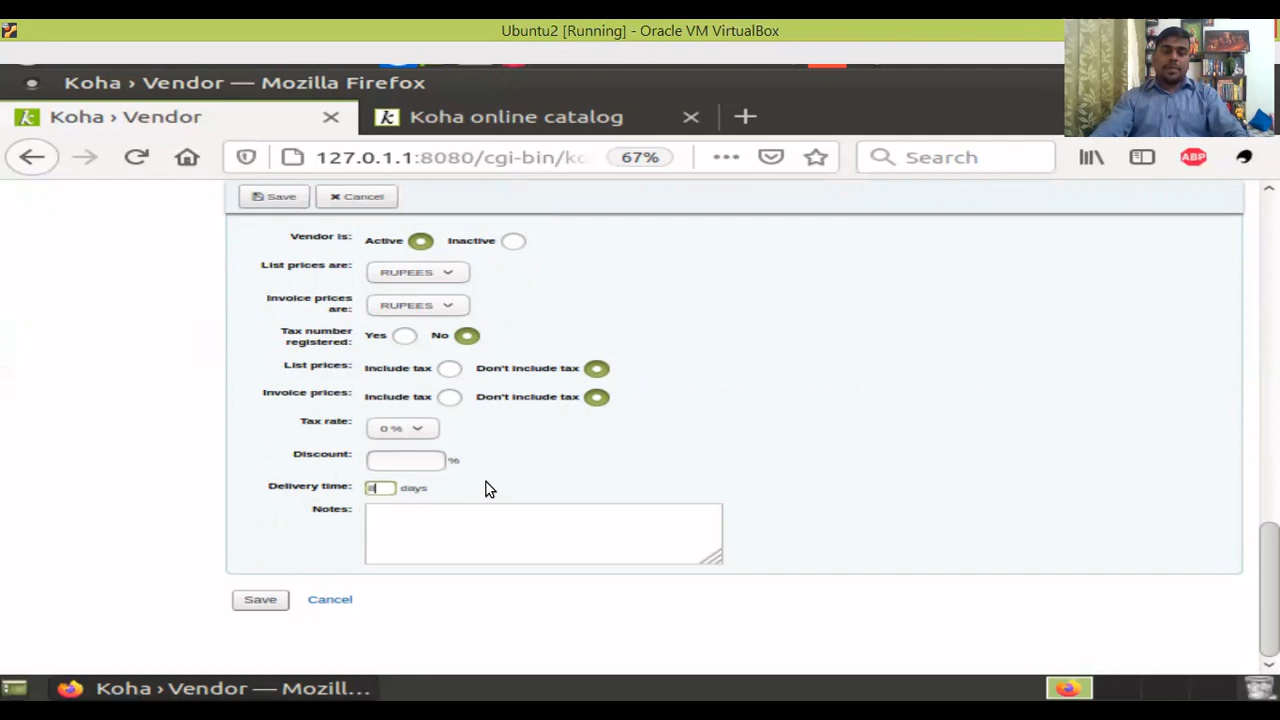 Ubuntu2 [Running] - Oracle VM VirtualBox
Koha › Vendor — Mozilla Firefox
Koha › Vendor
Koha online catalog
127.0.1.1:8080/cgi-bin/ko
67%
Search
ABP
Save Cancel
Vendor is: Active Inactive
List prices are: RUPEES
Invoice prices are: RUPEES
Tax number registered: Yes No
List prices: Include tax Don't include tax
Invoice prices: Include tax Don't include tax
Tax rate: 0 %
Discount: %
Delivery time: days
Notes:
Save Cancel
Koha › Vendor — Mozill...